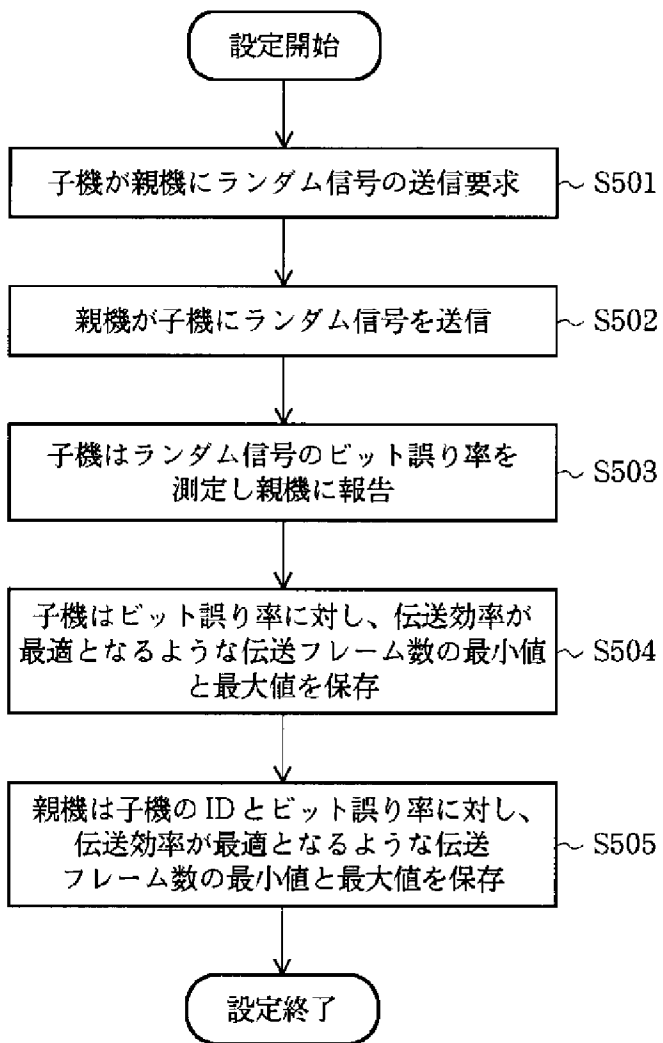 設定開始
子機が親機にランダム信号の送信要求 ～ S501
親機が子機にランダム信号を送信 ～ S502
子機はランダム信号のビット誤り率を
測定し親機に報告
～ S503
子機はビット誤り率に対し、伝送効率が
最適となるような伝送フレーム数の最小値
と最大値を保存
～ S504
親機は子機の ID とビット誤り率に対し、
伝送効率が最適となるような伝送
フレーム数の最小値と最大値を保存
～ S505
設定終了